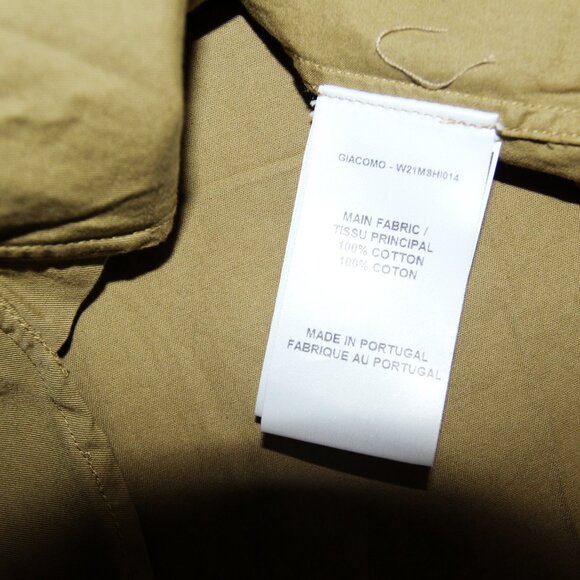 GIACOMO - W21MSHI014
MAIN FABRIC /
TISSU PRINCIPAL
100% COTTON
100% COTON
MADE IN PORTUGAL
FABRIQUE AU PORTUGAL